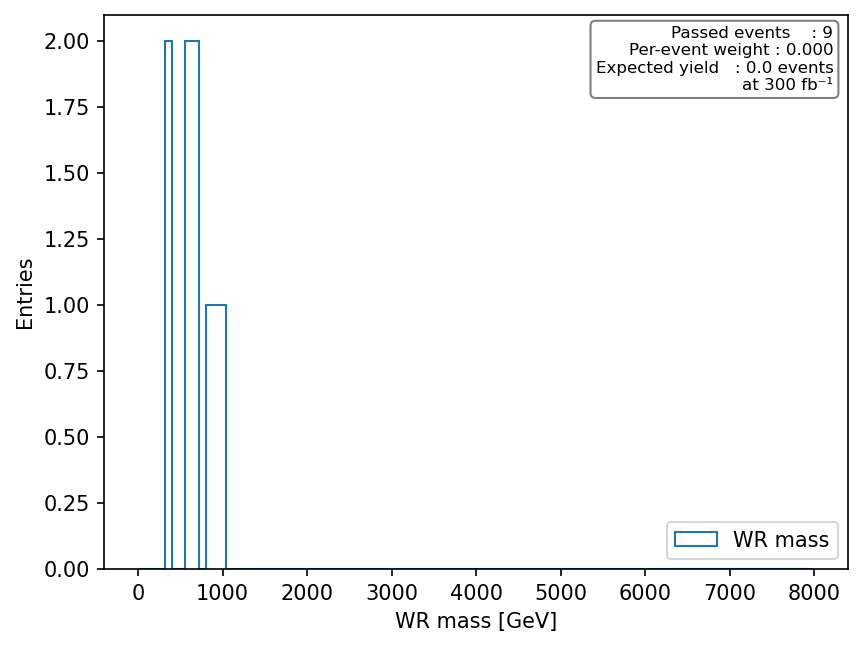 Passed events : 9
Per-event weight : 0.000
Expected yield : 0.0 events
at 300 fb⁻¹
2.00
1.75
1.50
1.25
1.00
0.75
0.50
0.25
0.00
Entries
WR mass
0 1000 2000 3000 4000 5000 6000 7000 8000
WR mass [GeV]